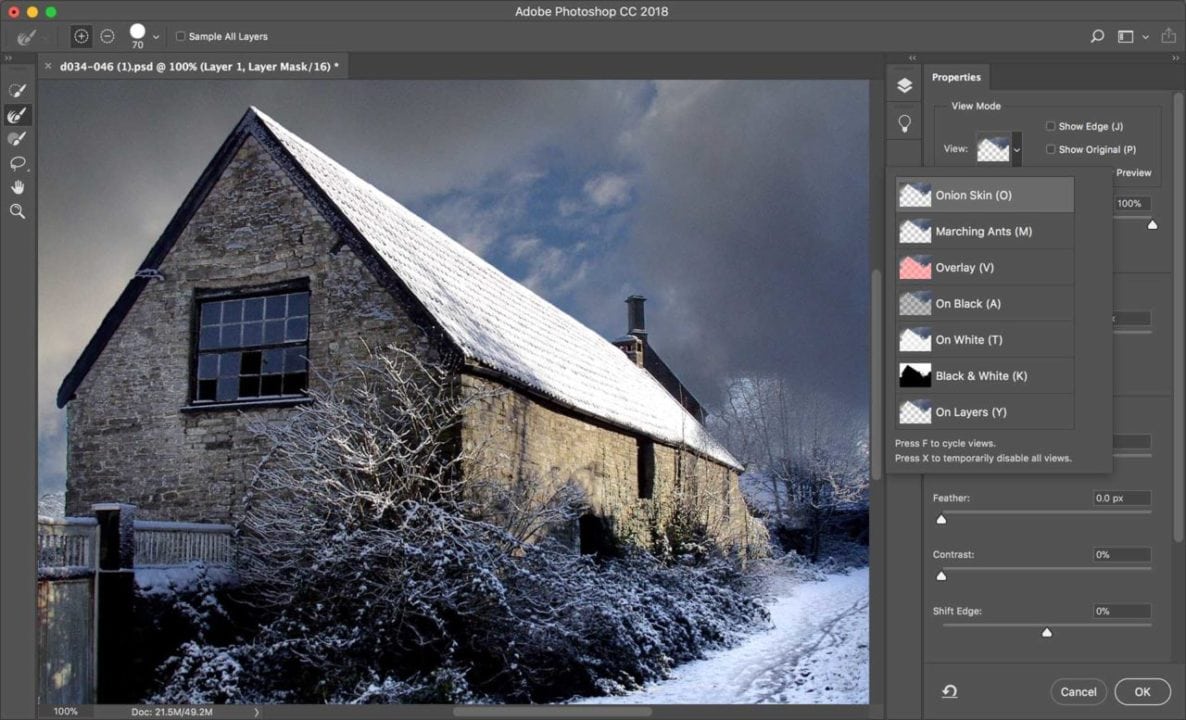 Adobe Photoshop CC 2018
70
Sample All Layers
d034-046 (1).psd @ 100% (Layer 1, Layer Mask/16) *
Properties
View Mode
Show Edge (J)
View:
Show Original (P)
Preview
Onion Skin (O)
100%
Marching Ants (M)
Overlay (V)
On Black (A)
On White (T)
Black & White (K)
On Layers (Y)
Press F to cycle views.
Press X to temporarily disable all views.
Feather: 0.0 px
Contrast: 0%
Shift Edge: 0%
Cancel OK
100% Doc: 21.5M/49.2M